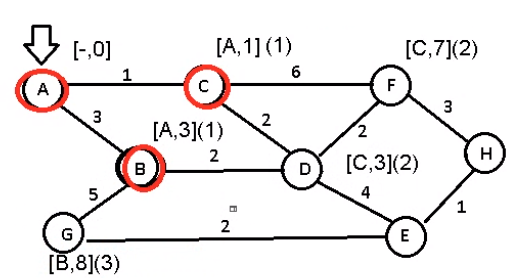 [-,0]
[A,1] (1)
[C,7](2)
A
1
C
6
F
3
[A,3](1)
2
2
3
H
B
2
D
[C,3](2)
5
4
1
G
2
E
[B,8](3)